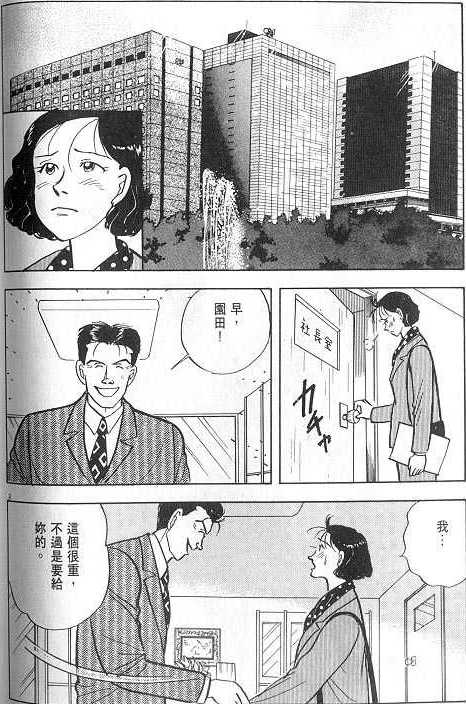 社長室
カチャ
早，
園田！
我…
這個很重，
不過是要給
妳的。